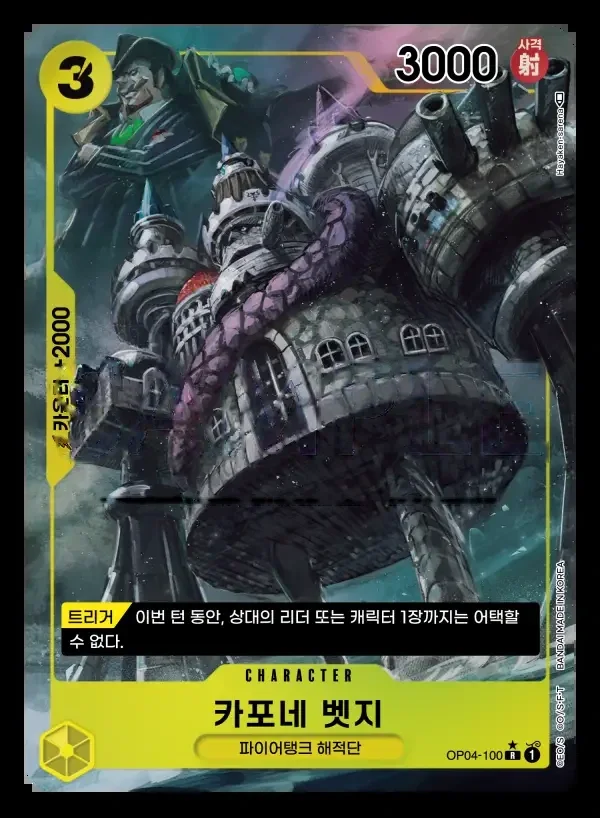 3
3000
사격
射
Hayaken-sarena
카운터 +2000
트리거 이번 턴 동안, 상대의 리더 또는 캐릭터 1장까지는 어택할
수 없다.
CHARACTER
카포네 벳지
파이어탱크 해적단
OP04-100 R 1
©EO/S ©O/S·F·T BANDAI MADE IN KOREA